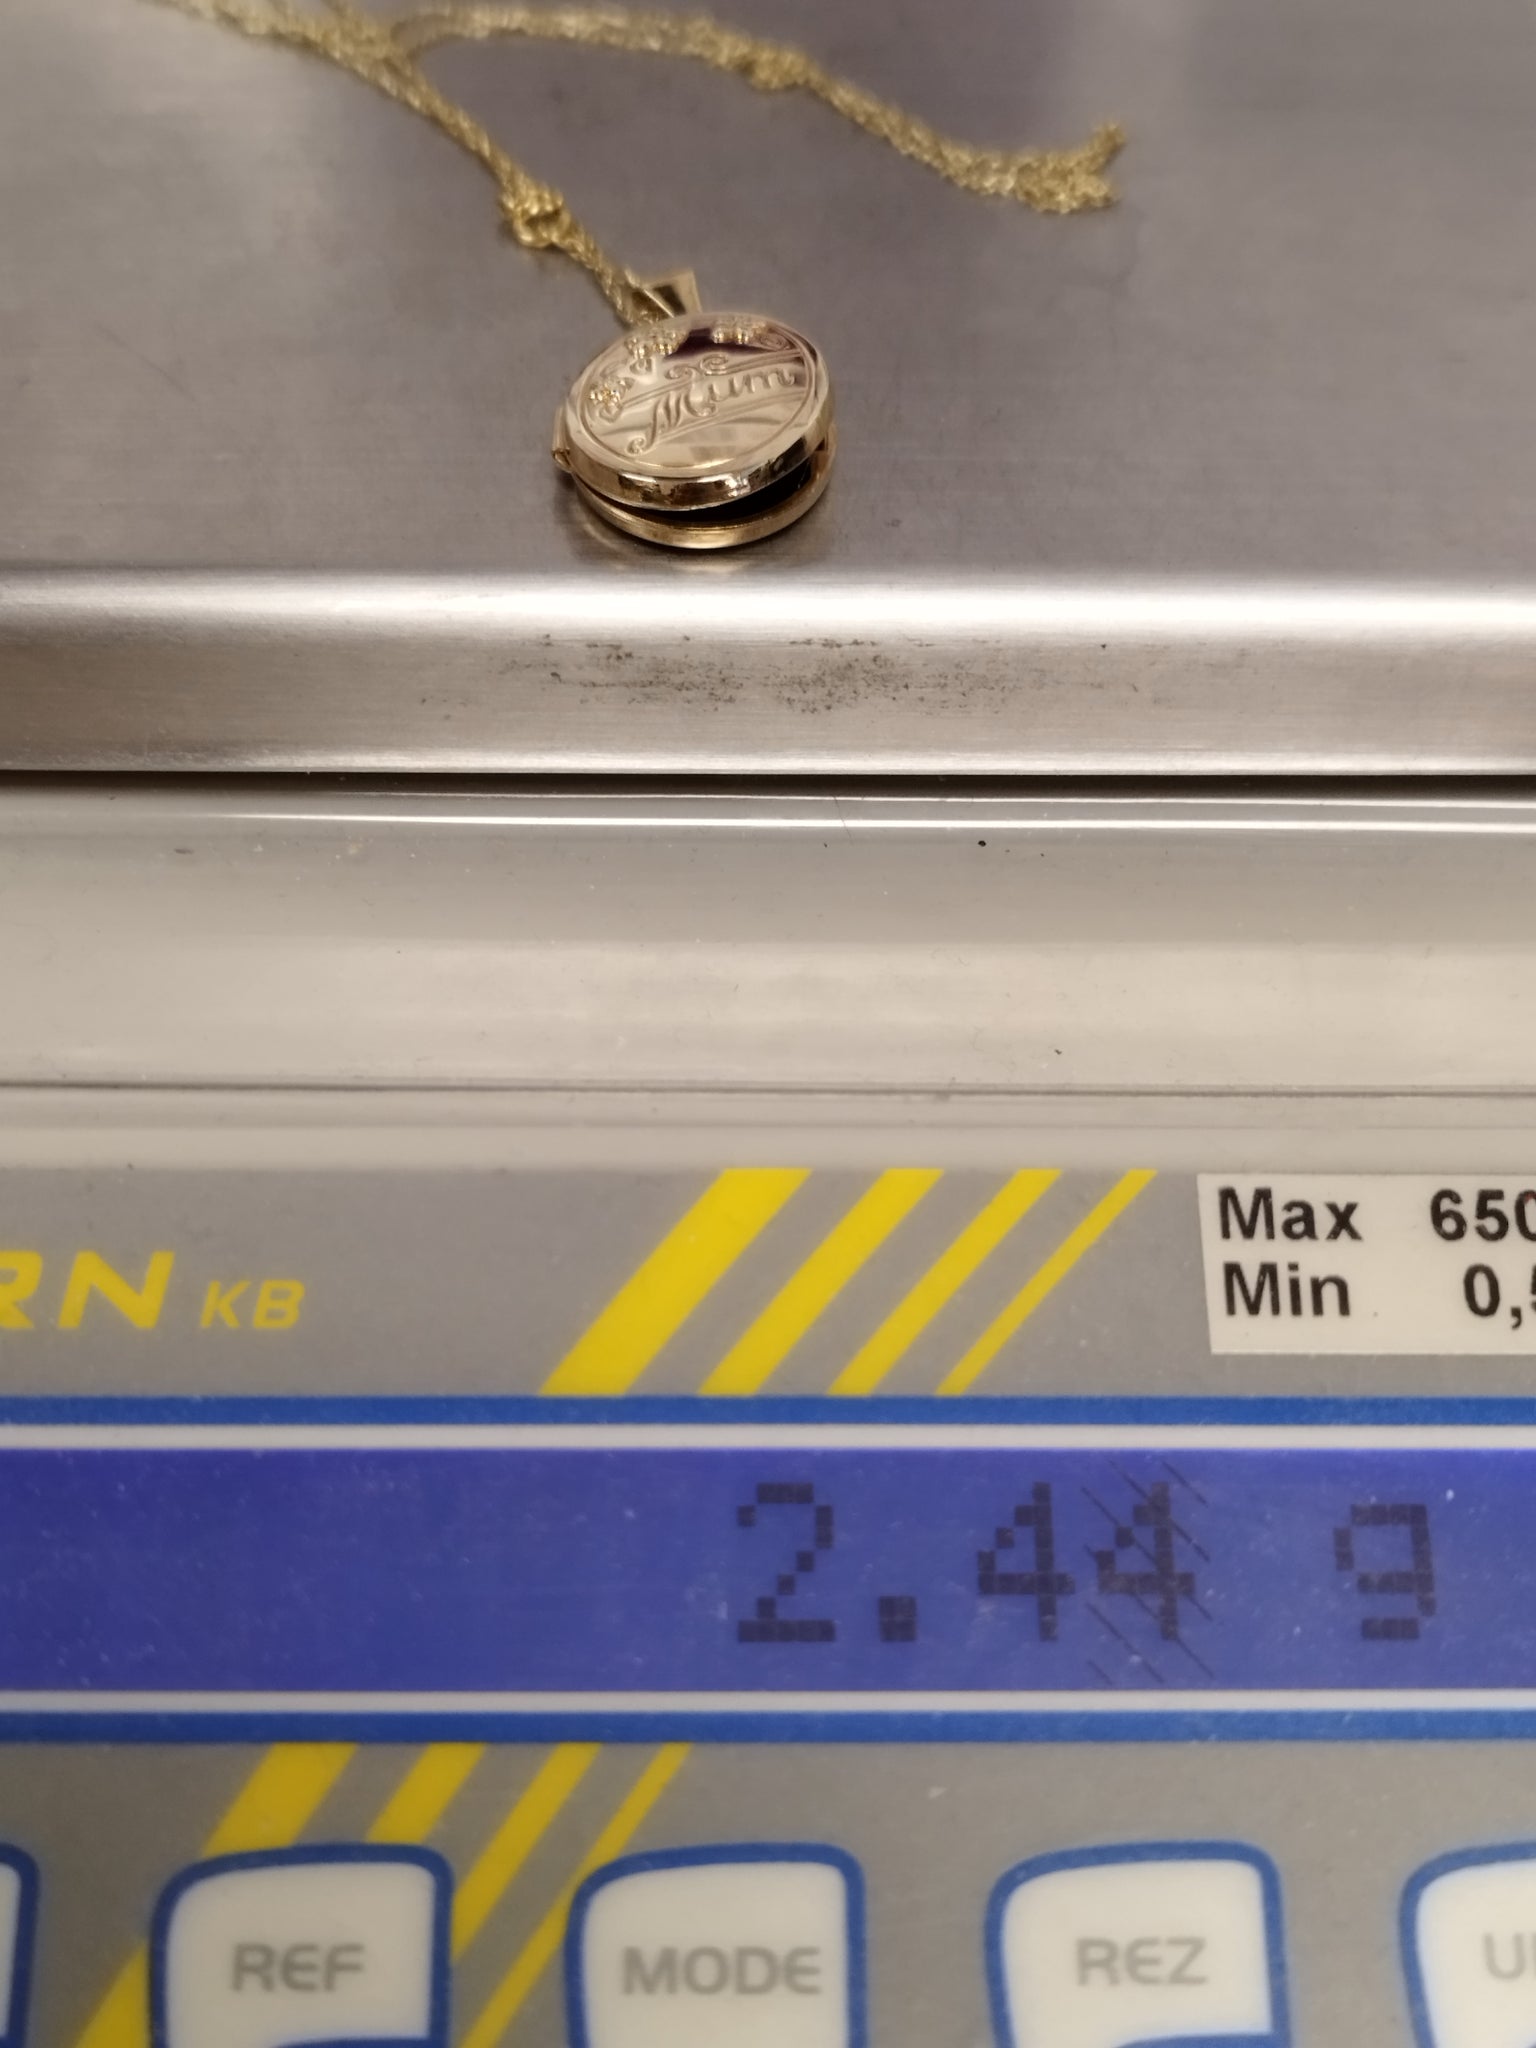 Mum
RN KB
Max 650
Min 0,5
2.44 g
REF
MODE
REZ